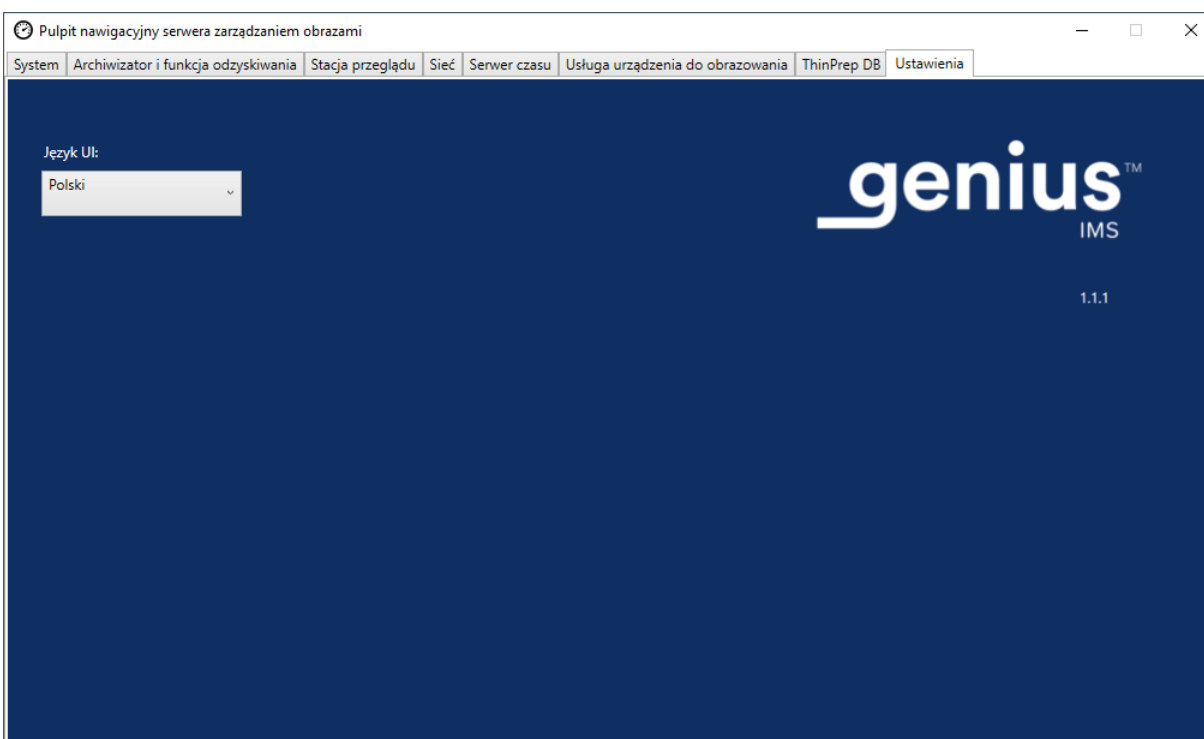 Pulpit nawigacyjny serwera zarządzaniem obrazami
System Archiwizator i funkcja odzyskiwania Stacja przeglądu Sieć Serwer czasu Usługa urządzenia do obrazowania ThinPrep DB Ustawienia
Język UI:
Polski
genius™
IMS
1.1.1